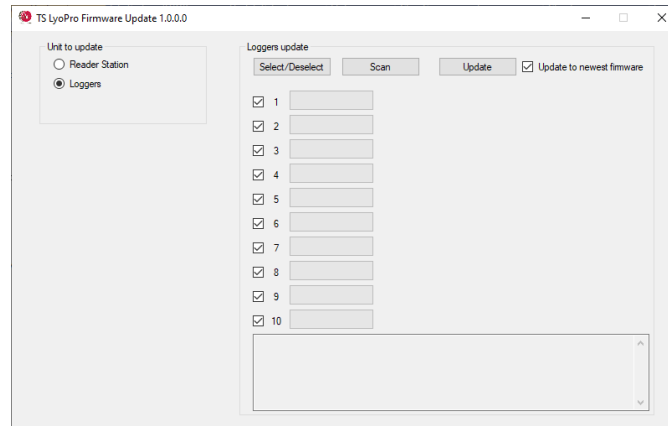 TS LyoPro Firmware Update 1.0.0.0
Unit to update
Reader Station
Loggers
Loggers update
Select/Deselect Scan Update Update to newest firmware
1
2
3
4
5
6
7
8
9
10